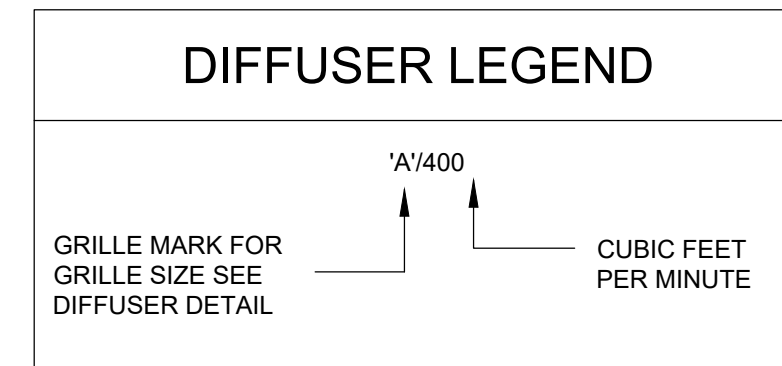 DIFFUSER LEGEND
'A'/400
GRILLE MARK FOR
GRILLE SIZE SEE
DIFFUSER DETAIL
CUBIC FEET
PER MINUTE